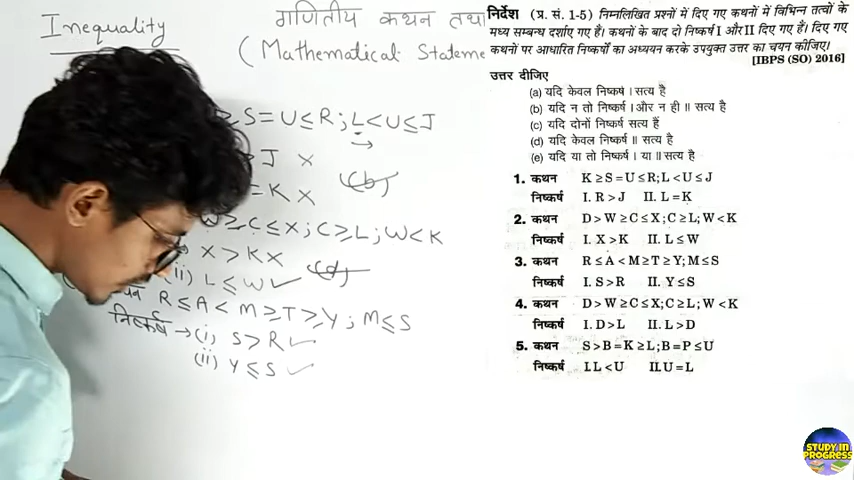 Inequality
गणितीय कथन तथा
(Mathematical Stateme
≥ S = U ≤ R ; L < U ≤ J
J ×
= K ×
(b)
W ≥ C ≤ X ; C ≥ L ; W < K
X > K ×
(ii) L ≤ W ✓
(d)
R ≤ A < M ≥ T ≥ Y ; M ≤ S
निष्कर्ष → (i) S > R ✓
(ii) Y ≤ S ✓
निर्देश (प्र. सं. 1-5) निम्नलिखित प्रश्नों में दिए गए कथनों में विभिन्न तत्वों के
मध्य सम्बन्ध दर्शाए गए हैं। कथनों के बाद दो निष्कर्ष I और II दिए गए हैं। दिए गए
कथनों पर आधारित निष्कर्षों का अध्ययन करके उपयुक्त उत्तर का चयन कीजिए।
[IBPS (SO) 2016]
उत्तर दीजिए
(a) यदि केवल निष्कर्ष I सत्य है
(b) यदि न तो निष्कर्ष I और न ही II सत्य है
(c) यदि दोनों निष्कर्ष सत्य हैं
(d) यदि केवल निष्कर्ष II सत्य है
(e) यदि या तो निष्कर्ष I या II सत्य है
1. कथन K ≥ S = U ≤ R; L < U ≤ J
निष्कर्ष I. R > J II. L = K
2. कथन D > W ≥ C ≤ X; C ≥ L; W < K
निष्कर्ष I. X > K II. L ≤ W
3. कथन R ≤ A < M ≥ T ≥ Y; M ≤ S
निष्कर्ष I. S > R II. Y ≤ S
4. कथन D > W ≥ C ≤ X; C ≥ L; W < K
निष्कर्ष I. D > L II. L > D
5. कथन S > B = K ≥ L; B = P ≤ U
निष्कर्ष I. L < U II. U = L
STUDY IN
PROGRESS